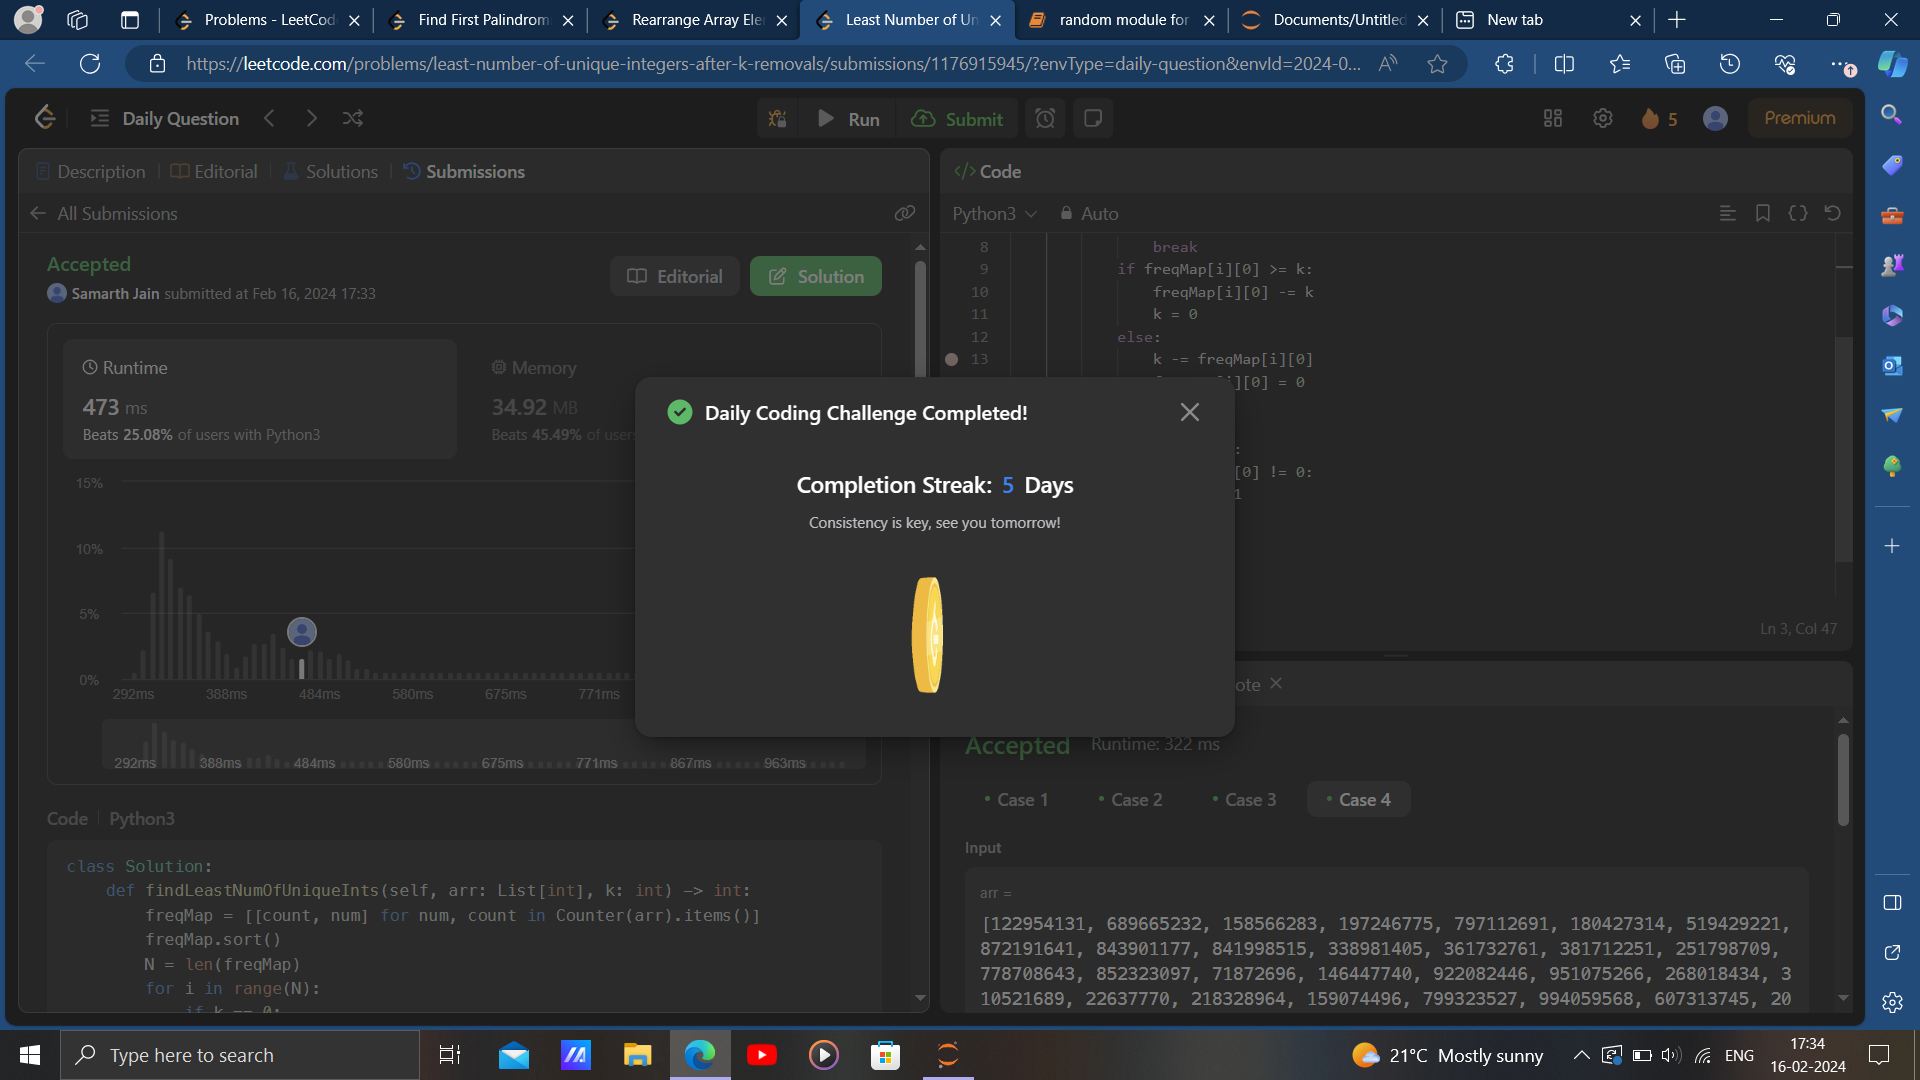 Problems - LeetCod
Find First Palindrom
Rearrange Array Ele
Least Number of Un
random module for
Documents/Untitled
New tab
https://leetcode.com/problems/least-number-of-unique-integers-after-k-removals/submissions/1176915945/?envType=daily-question&envId=2024-0...
Daily Question
Run
Submit
5
Premium
Description
Editorial
Solutions
Submissions
All Submissions
Accepted
Samarth Jain submitted at Feb 16, 2024 17:33
Editorial
Solution
Runtime
473 ms
Beats 25.08% of users with Python3
Memory
34.92 MB
Beats 45.49% of users
15%
10%
5%
0%
292ms 388ms 484ms 580ms 675ms 771ms
292ms 388ms 484ms 580ms 675ms 771ms 867ms 963ms
Code
Python3
class Solution:
def findLeastNumOfUniqueInts(self, arr: List[int], k: int) -> int:
freqMap = [[count, num] for num, count in Counter(arr).items()]
freqMap.sort()
N = len(freqMap)
for i in range(N):
if k == 0:
</> Code
Python3
Auto
8 break
9 if freqMap[i][0] >= k:
10 freqMap[i][0] -= k
11 k = 0
12 else:
13 k -= freqMap[i][0]
][0] = 0
:
[0] != 0:
1
Ln 3, Col 47
Daily Coding Challenge Completed!
Completion Streak: 5 Days
Consistency is key, see you tomorrow!
ote
Accepted
Runtime: 322 ms
Case 1
Case 2
Case 3
Case 4
Input
arr =
[122954131, 689665232, 158566283, 197246775, 797112691, 180427314, 519429221,
872191641, 843901177, 841998515, 338981405, 361732761, 381712251, 251798709,
778708643, 852323097, 71872696, 146447740, 922082446, 951075266, 268018434, 3
10521689, 22637770, 218328964, 159074496, 799323527, 994059568, 607313745, 20
Type here to search
21°C Mostly sunny
ENG
17:34
16-02-2024